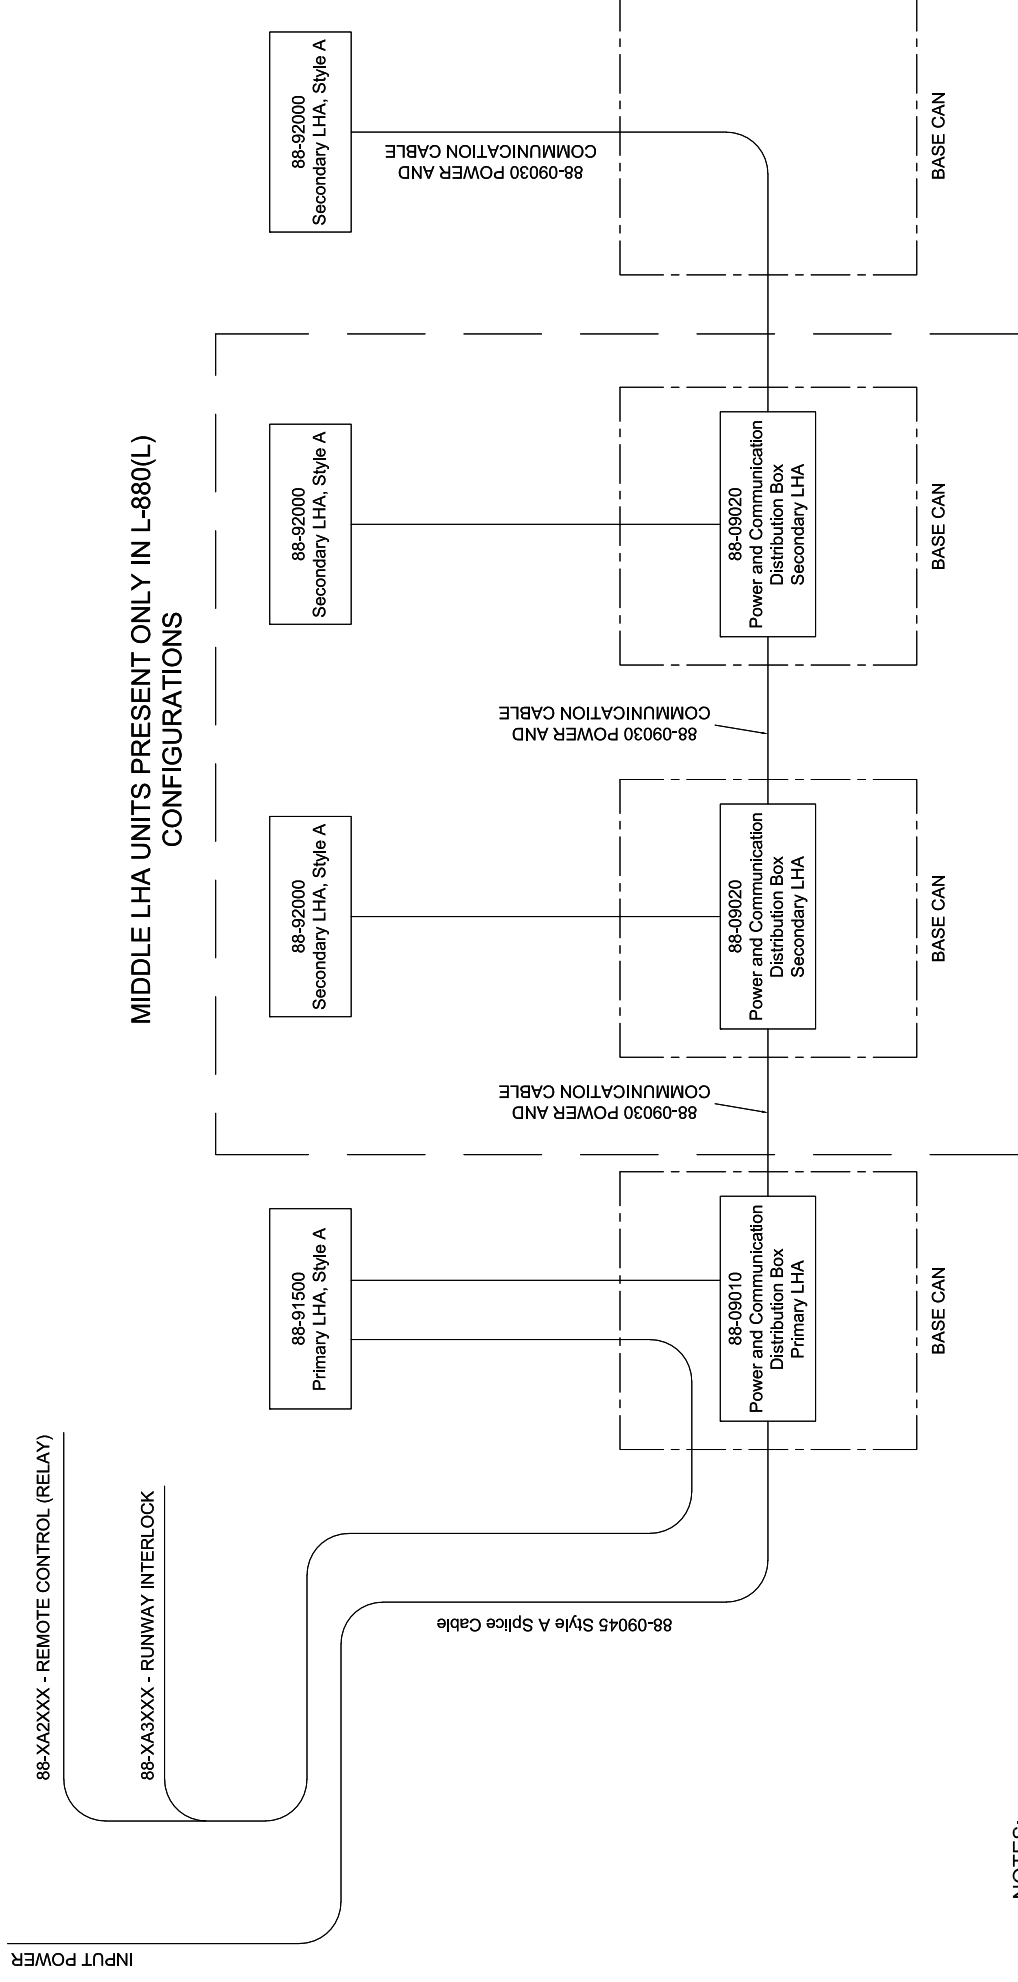 INPUT POWER
88-XA2XXX - REMOTE CONTROL (RELAY)
88-XA3XXX - RUNWAY INTERLOCK
MIDDLE LHA UNITS PRESENT ONLY IN L-880(L)
CONFIGURATIONS
88-91500
Primary LHA, Style A
88-92000
Secondary LHA, Style A
88-92000
Secondary LHA, Style A
88-92000
Secondary LHA, Style A
88-09045 Style A Splice Cable
88-09030 POWER AND
COMMUNICATION CABLE
88-09030 POWER AND
COMMUNICATION CABLE
88-09030 POWER AND
COMMUNICATION CABLE
88-09010
Power and Communication
Distribution Box
Primary LHA
88-09020
Power and Communication
Distribution Box
Secondary LHA
88-09020
Power and Communication
Distribution Box
Secondary LHA
BASE CAN
BASE CAN
BASE CAN
BASE CAN
NOTES: